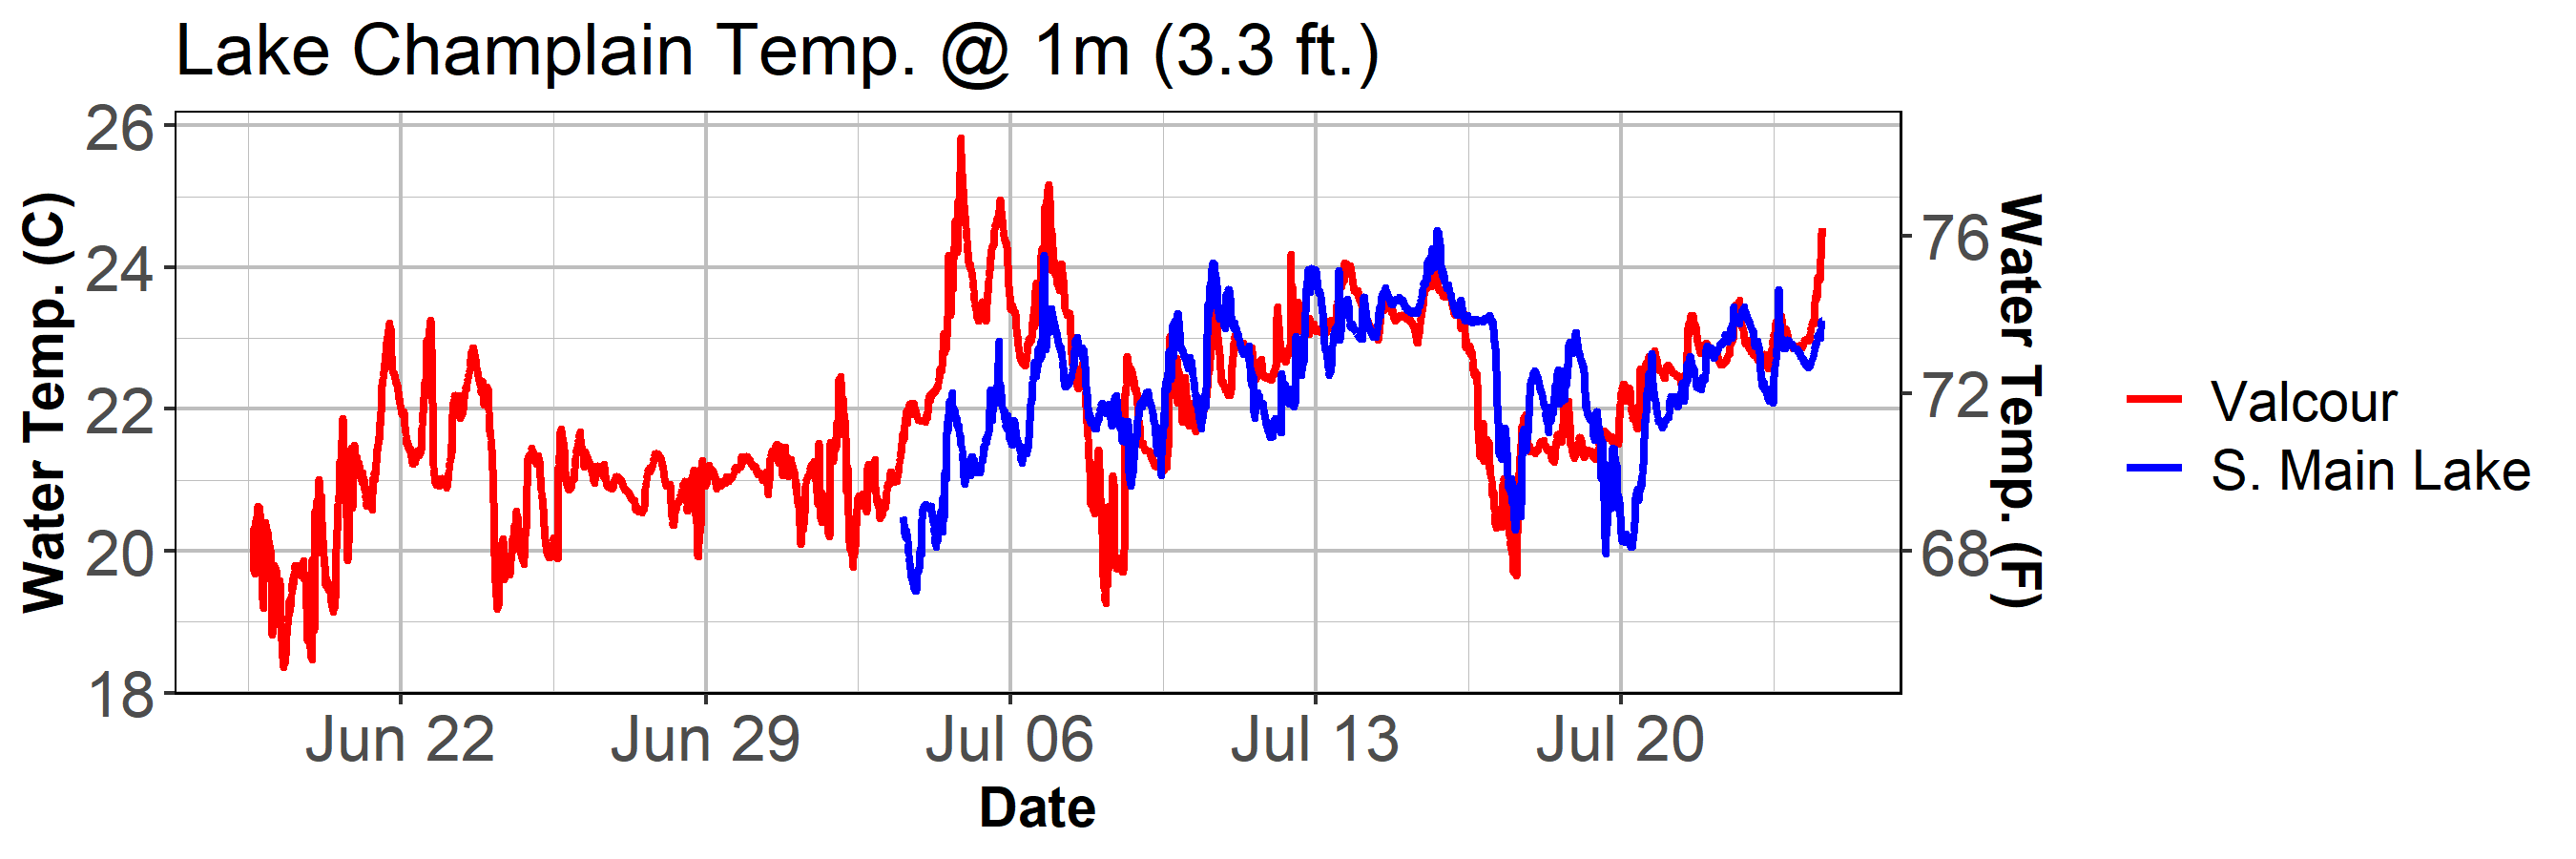 Lake Champlain Temp. @ 1m (3.3 ft.)
Water Temp. (C)
26
24
22
20
18
Jun 22
Jun 29
Jul 06
Jul 13
Jul 20
Date
76
72
68
Water Temp. (F)
Valcour
S. Main Lake